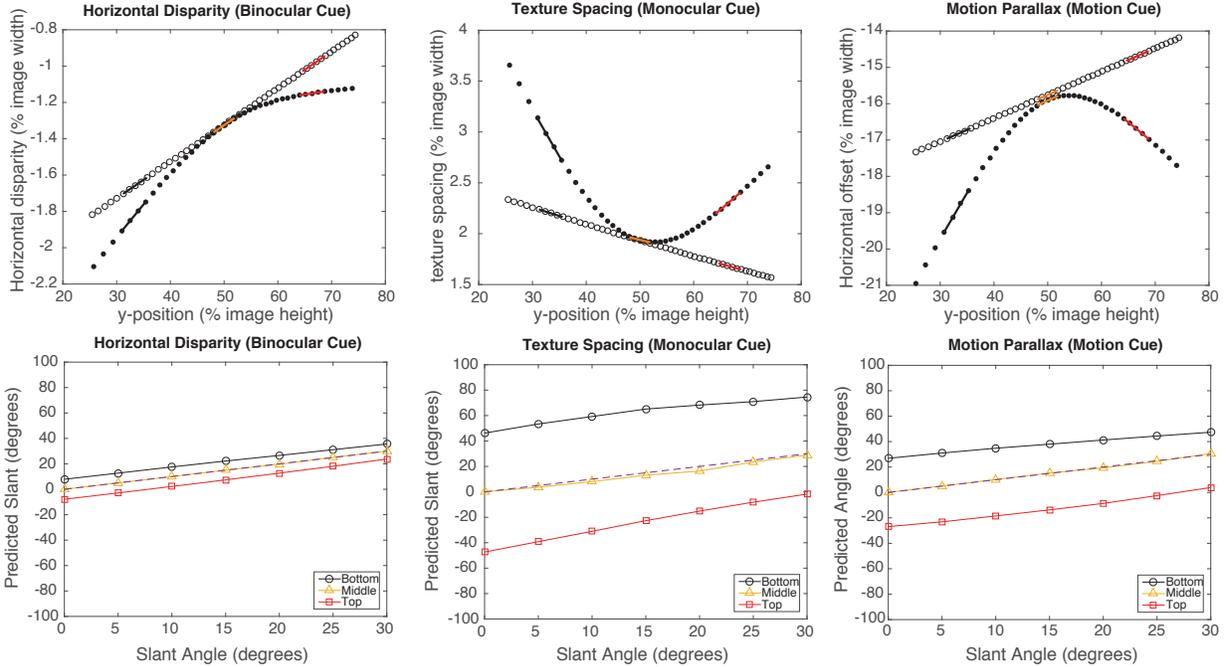 Horizontal Disparity (Binocular Cue)
Horizontal disparity (% image width)
-0.8
-1
-1.2
-1.4
-1.6
-1.8
-2
-2.2
20 30 40 50 60 70 80
y-position (% image height)
Texture Spacing (Monocular Cue)
texture spacing (% image width)
4
3.5
3
2.5
2
1.5
20 30 40 50 60 70 80
y-position (% image height)
Motion Parallax (Motion Cue)
Horizontal offset (% image width)
-14
-15
-16
-17
-18
-19
-20
-21
20 30 40 50 60 70 80
y-position (% image height)
Horizontal Disparity (Binocular Cue)
Predicted Slant (degrees)
100
80
60
40
20
0
-20
-40
-60
-80
-100
Bottom
Middle
Top
0 5 10 15 20 25 30
Slant Angle (degrees)
Texture Spacing (Monocular Cue)
Predicted Slant (degrees)
100
80
60
40
20
0
-20
-40
-60
-80
-100
Bottom
Middle
Top
0 5 10 15 20 25 30
Slant Angle (degrees)
Motion Parallax (Motion Cue)
Predicted Angle (degrees)
100
80
60
40
20
0
-20
-40
-60
-80
-100
Bottom
Middle
Top
0 5 10 15 20 25 30
Slant Angle (degrees)